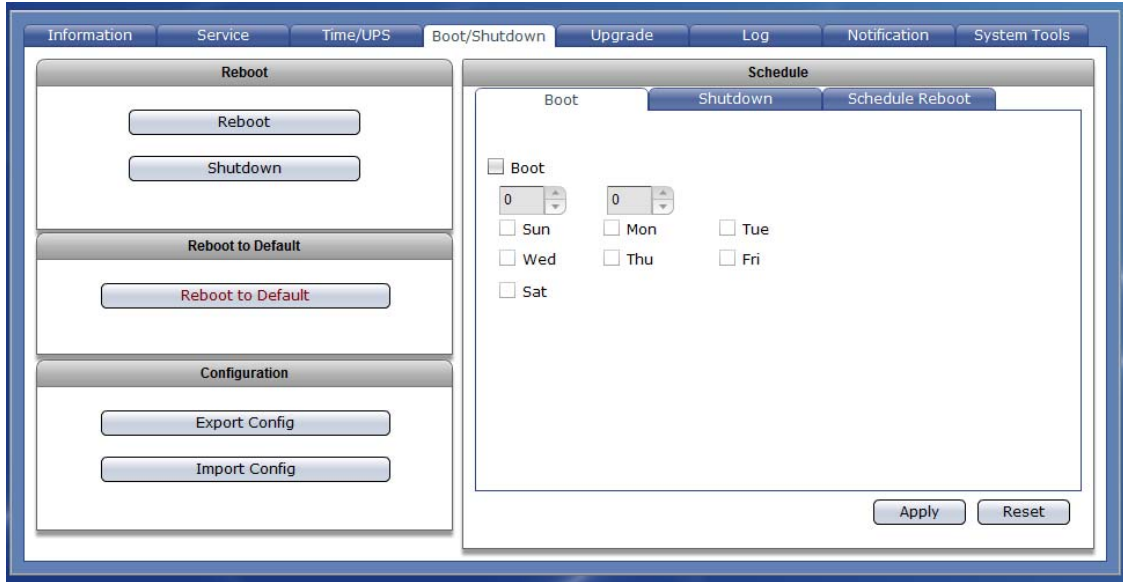 Information Service Time/UPS Boot/Shutdown Upgrade Log Notification System Tools
Reboot
Reboot
Shutdown
Reboot to Default
Reboot to Default
Configuration
Export Config
Import Config
Schedule
Boot Shutdown Schedule Reboot
Boot
0 0
Sun Mon Tue
Wed Thu Fri
Sat
Apply Reset